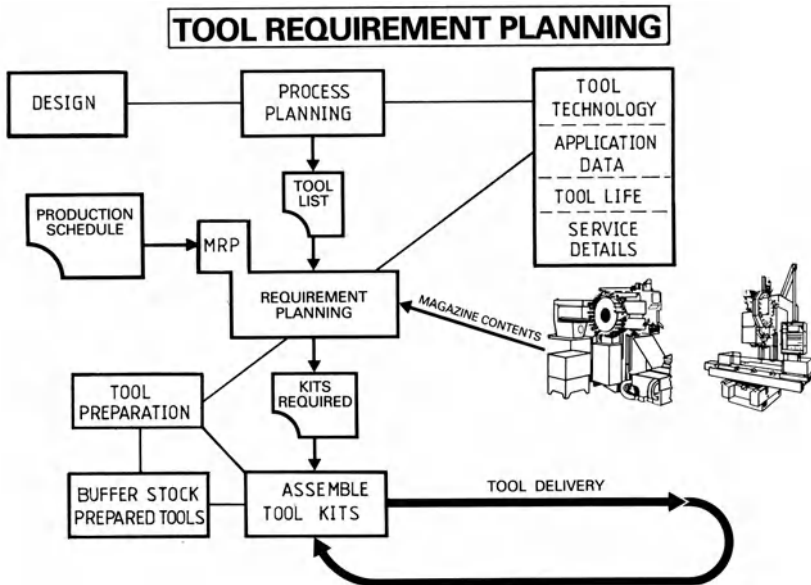 TOOL REQUIREMENT PLANNING
DESIGN
PROCESS
PLANNING
TOOL
TECHNOLOGY
APPLICATION
DATA
TOOL LIFE
SERVICE
DETAILS
TOOL
LIST
PRODUCTION
SCHEDULE
MRP
REQUIREMENT
PLANNING
MAGAZINE CONTENTS
TOOL
PREPARATION
KITS
REQUIRED
BUFFER STOCK
PREPARED TOOLS
ASSEMBLE
TOOL KITS
TOOL DELIVERY